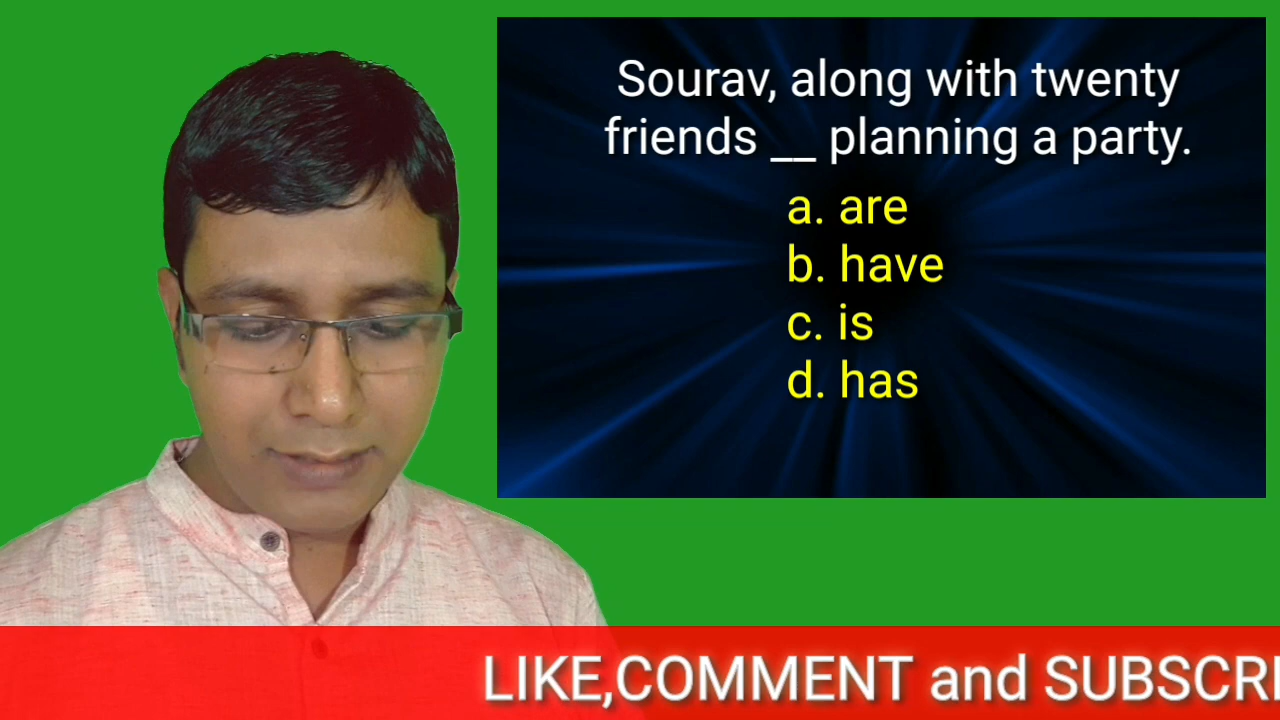 Sourav, along with twenty
friends __ planning a party.
a. are
b. have
c. is
d. has
LIKE,COMMENT and SUBSCRI